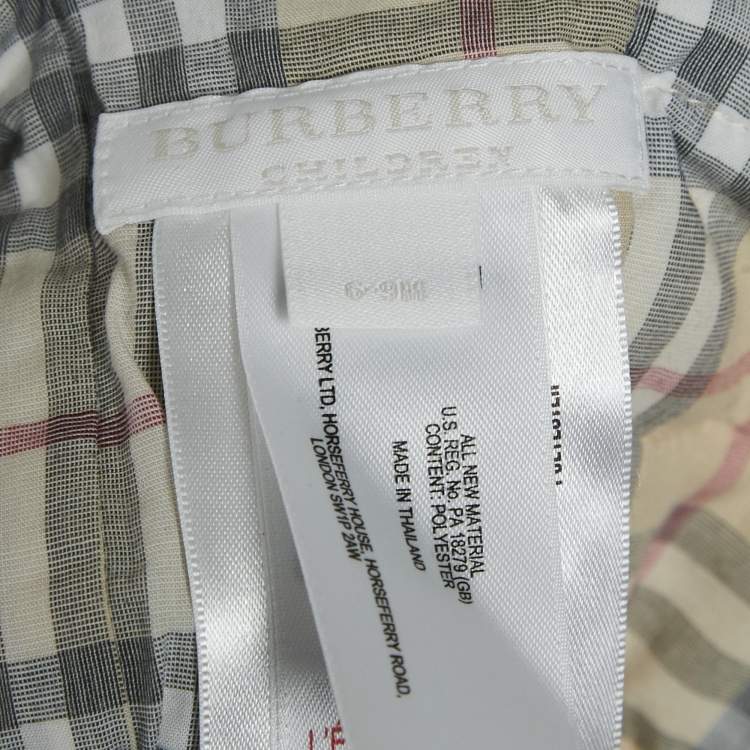 BURBERRY
CHILDREN
6-9M
ALL NEW MATERIAL
U.S. REG. No. PA 18279 (GB)
CONTENT: POLYESTER
MADE IN THAILAND
BERRY LTD, HORSEFERRY HOUSE, HORSEFERRY ROAD,
LONDON SW1P 2AW